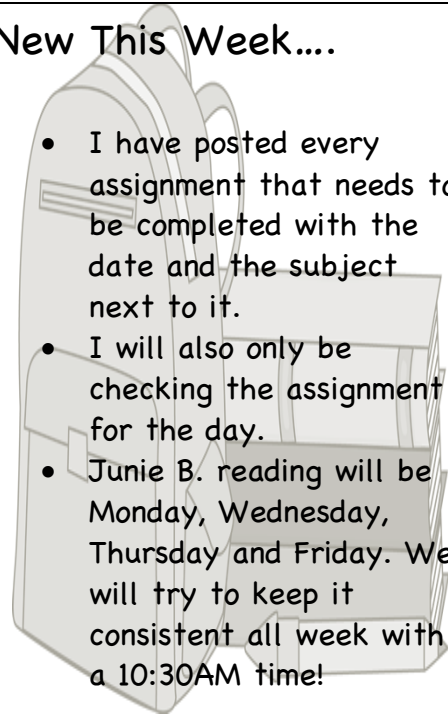 New This Week....
• I have posted every
assignment that needs to
be completed with the
date and the subject
next to it.
• I will also only be
checking the assignment
for the day.
• Junie B. reading will be
Monday, Wednesday,
Thursday and Friday. We
will try to keep it
consistent all week with
a 10:30AM time!